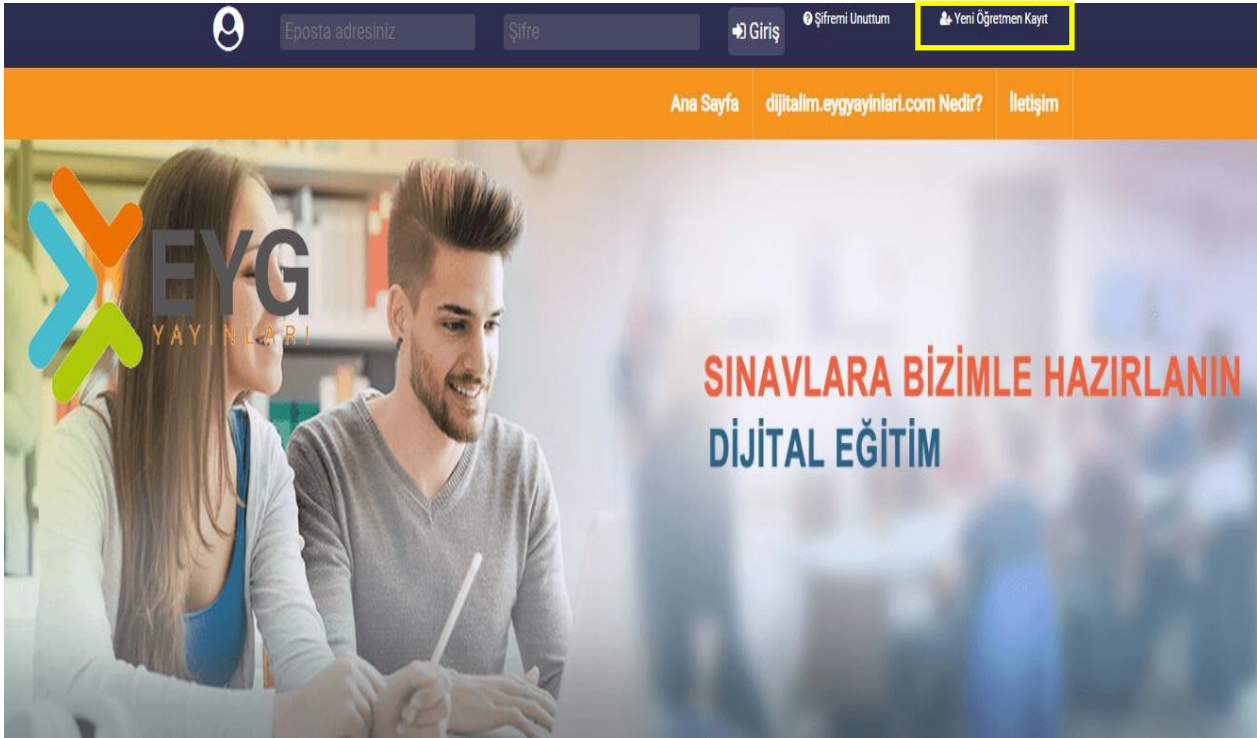 Eposta adresiniz
Şifre
Giriş
Şifremi Unuttum
Yeni Öğretmen Kayıt
Ana Sayfa
dijitalim.eygyayinlari.com Nedir?
İletişim
EYG
YAYINLARI
SINAVLARA BİZİMLE HAZIRLANIN
DİJİTAL EĞİTİM